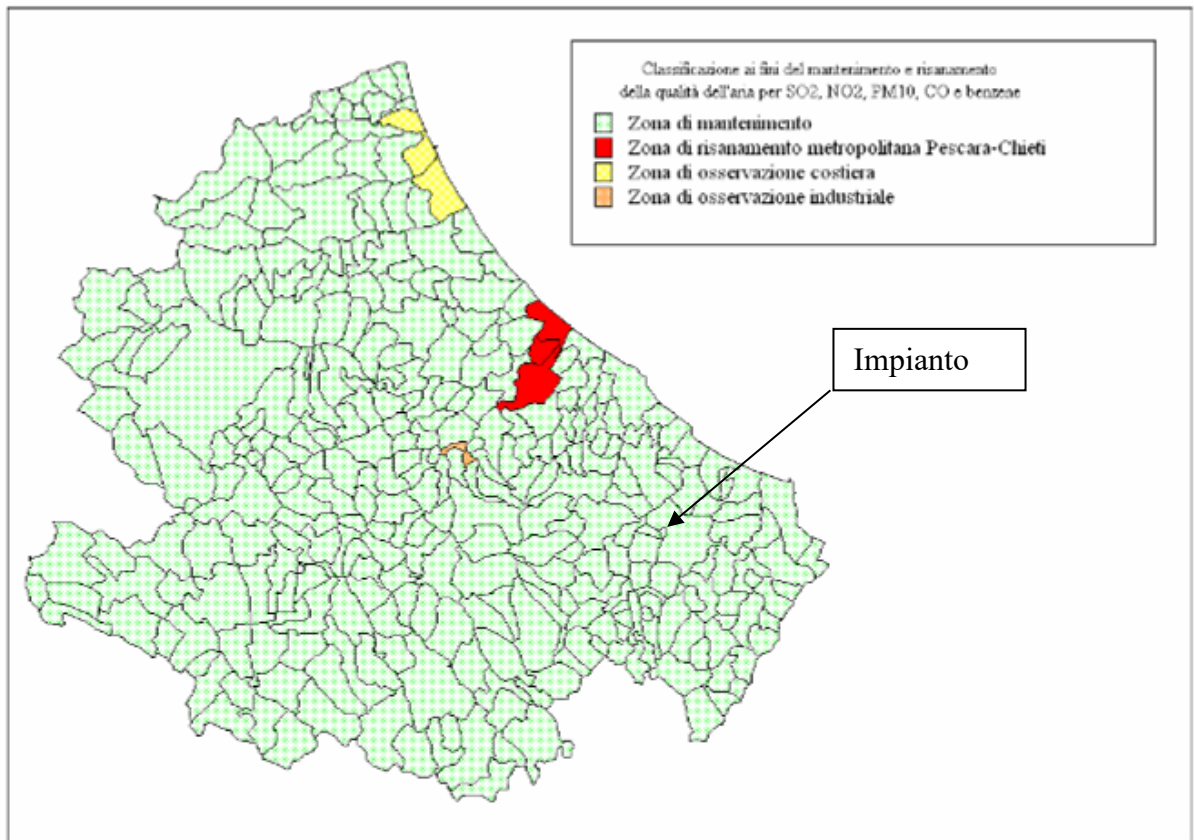 Classificazione ai fini del mantenimento e risanamento
della qualità dell'aria per SO2, NO2, PM10, CO e benzene
Zona di mantenimento
Zona di risanamemto metropolitana Pescara-Chieti
Zona di osservazione costiera
Zona di osservazione industriale
Impianto